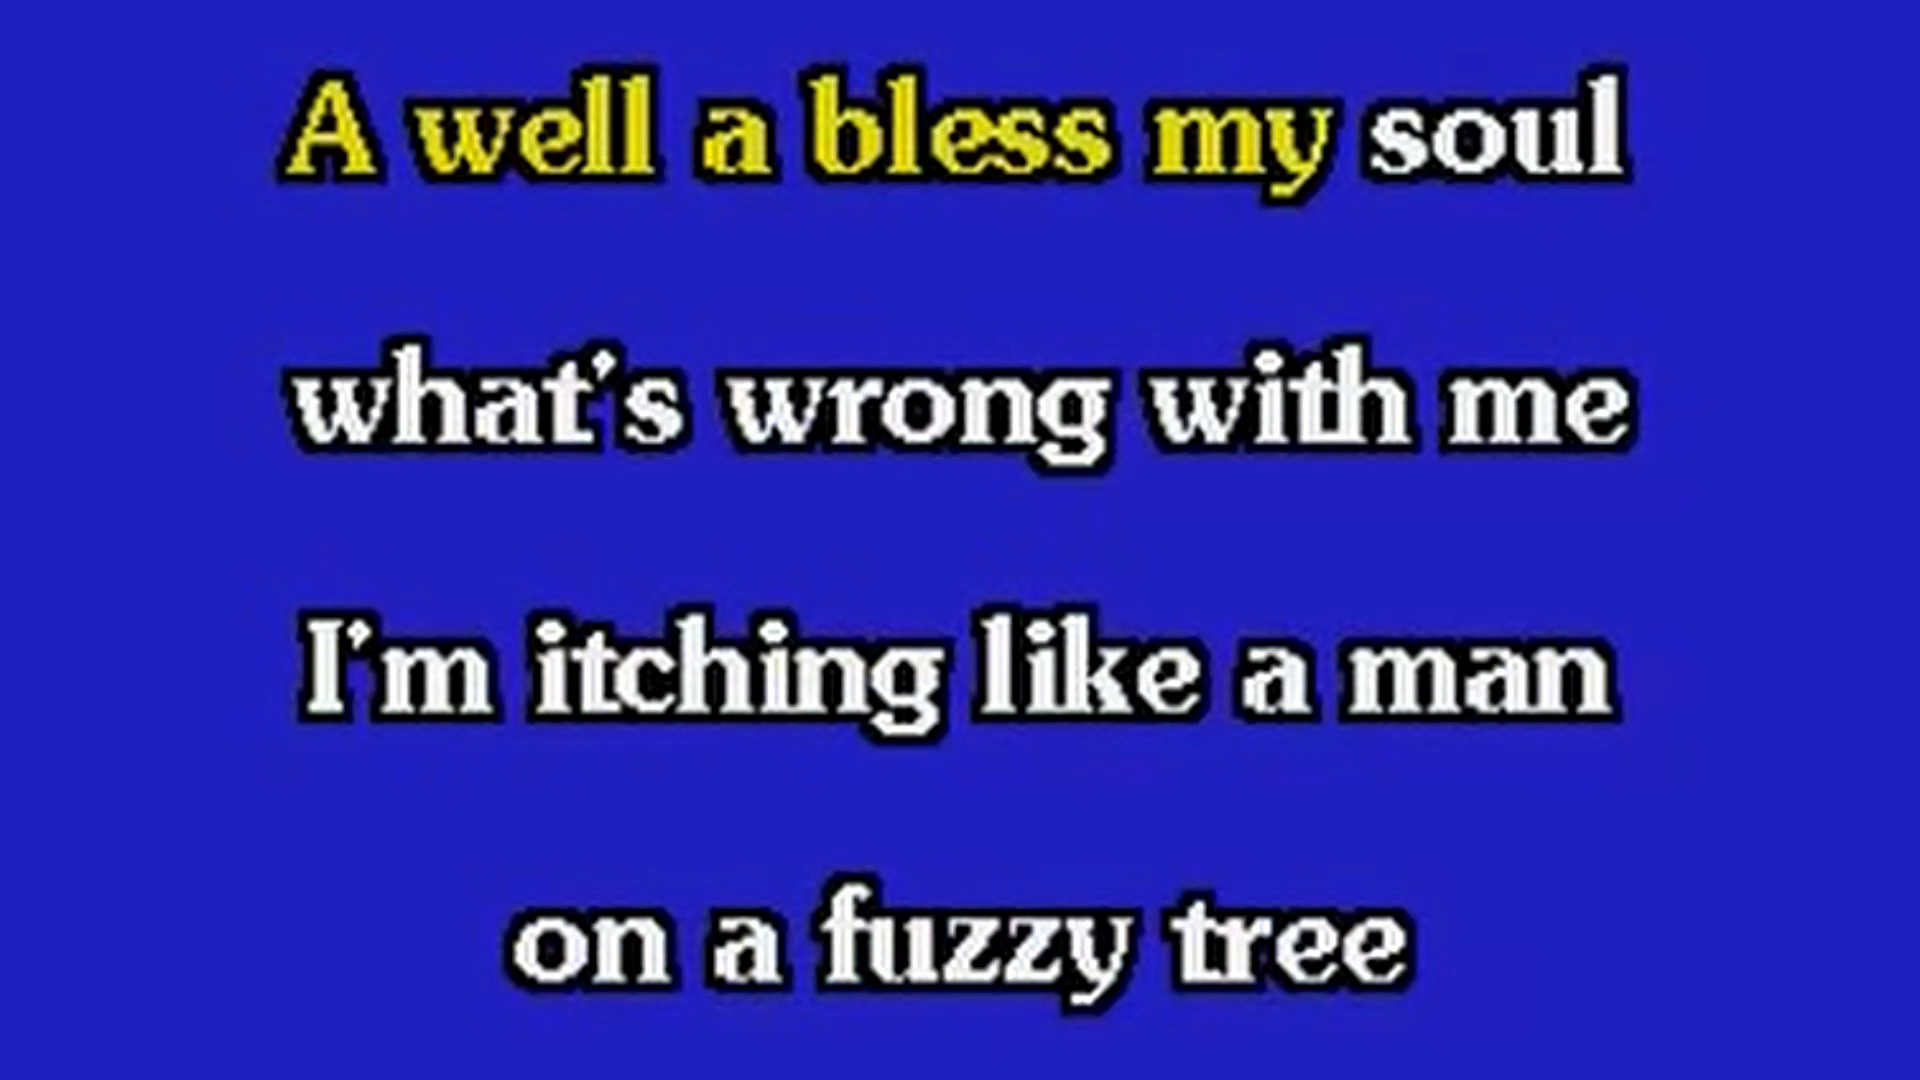 A well a bless my soul
what's wrong with me
I'm itching like a man
on a fuzzy tree